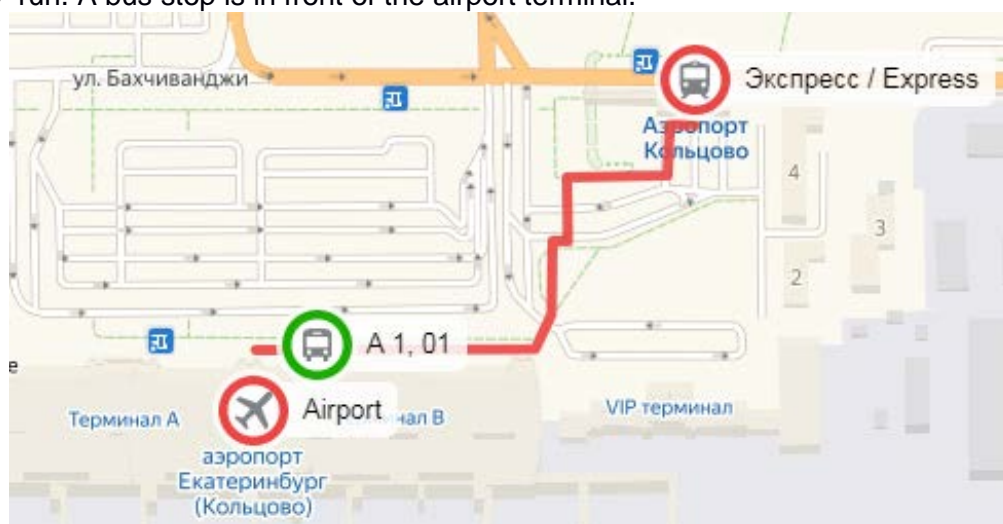 run. A bus stop is in front of the airport terminal.
ул. Бахчиванджи
Экспресс / Express
Аэропорт
Кольцово
4
3
2
A 1, 01
е
Airport
Терминал А
нал В
VIP терминал
аэропорт
Екатеринбург
(Кольцово)